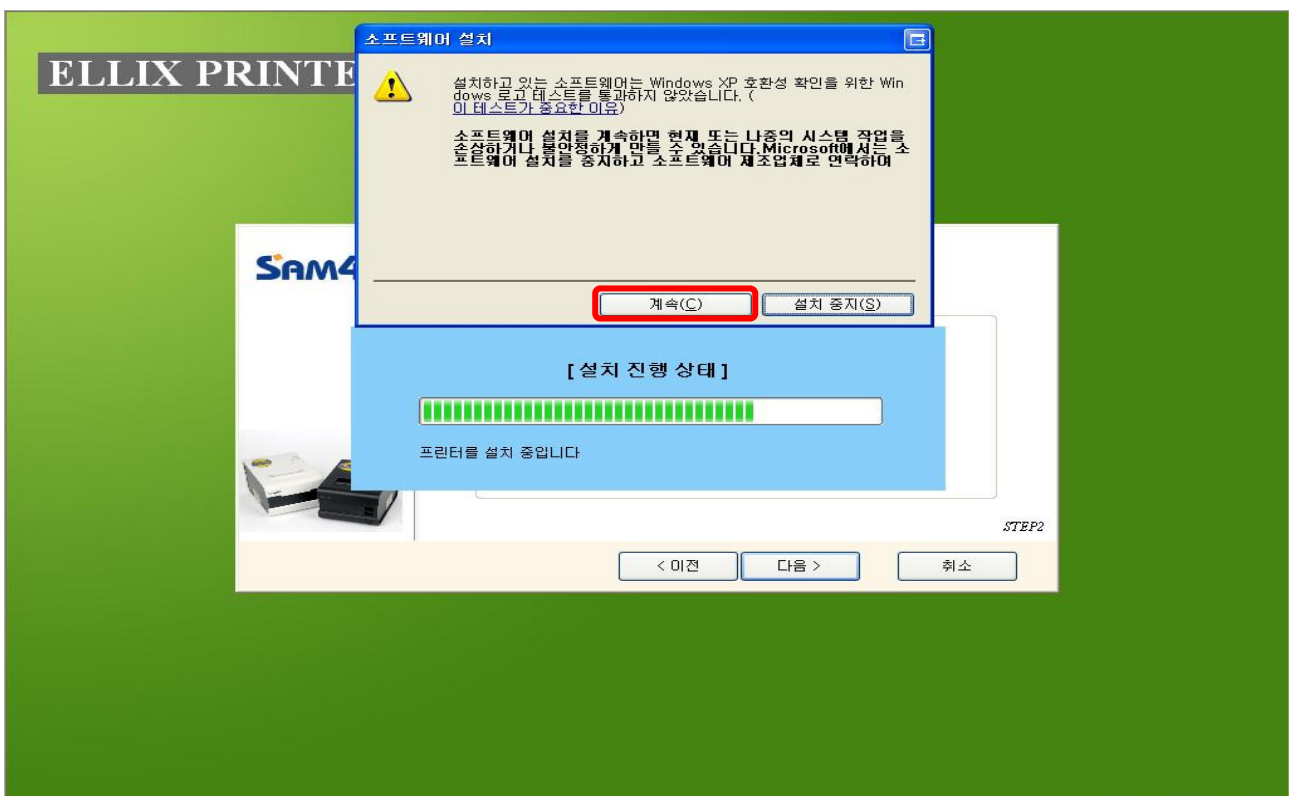 소프트웨어 설치
ELLIX PRINTE
설치하고 있는 소프트웨어는 Windows XP 호환성 확인을 위한 Win
dows 로고 테스트를 통과하지 않았습니다. (
이 테스트가 중요한 이유)
소프트웨어 설치를 계속하면 현재 또는 나중의 시스템 작업을
손상하거나 불안정하게 만들 수 있습니다.Microsoft에서는 소
프트웨어 설치를 중지하고 소프트웨어 제조업체로 연락하여
SAM4
계속(C) 설치 중지(S)
[ 설치 진행 상태 ]
프린터를 설치 중입니다
STEP2
< 이전 다음 > 취소